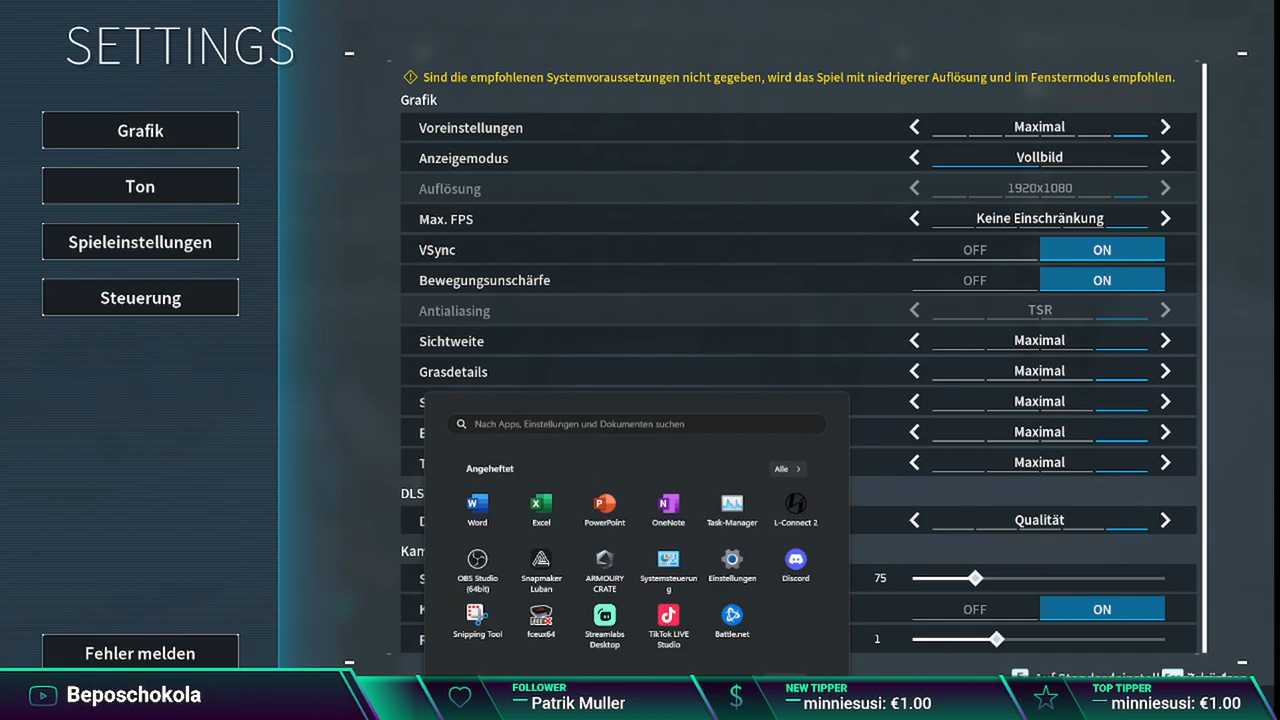 SETTINGS
Grafik
Ton
Spieleinstellungen
Steuerung
Fehler melden
Sind die empfohlenen Systemvoraussetzungen nicht gegeben, wird das Spiel mit niedrigerer Auflösung und im Fenstermodus empfohlen.
Grafik
Voreinstellungen Maximal
Anzeigemodus Vollbild
Auflösung 1920x1080
Max. FPS Keine Einschränkung
VSync OFF ON
Bewegungsunschärfe OFF ON
Antialiasing TSR
Sichtweite Maximal
Grasdetails Maximal
Maximal
Maximal
Maximal
DLS
Qualität
75
OFF ON
1
Nach Apps, Einstellungen und Dokumenten suchen
Angeheftet Alle
Word Excel PowerPoint OneNote Task-Manager L-Connect 2
OBS Studio (64bit) Snapmaker Luban ARMOURY CRATE Systemsteuerun g Einstellungen Discord
Snipping Tool fceux64 Streamlabs Desktop TikTok LIVE Studio Battle.net
Beposchokola
FOLLOWER
Patrik Muller
NEW TIPPER
minniesusi: €1.00
TOP TIPPER
minniesusi: €1.00